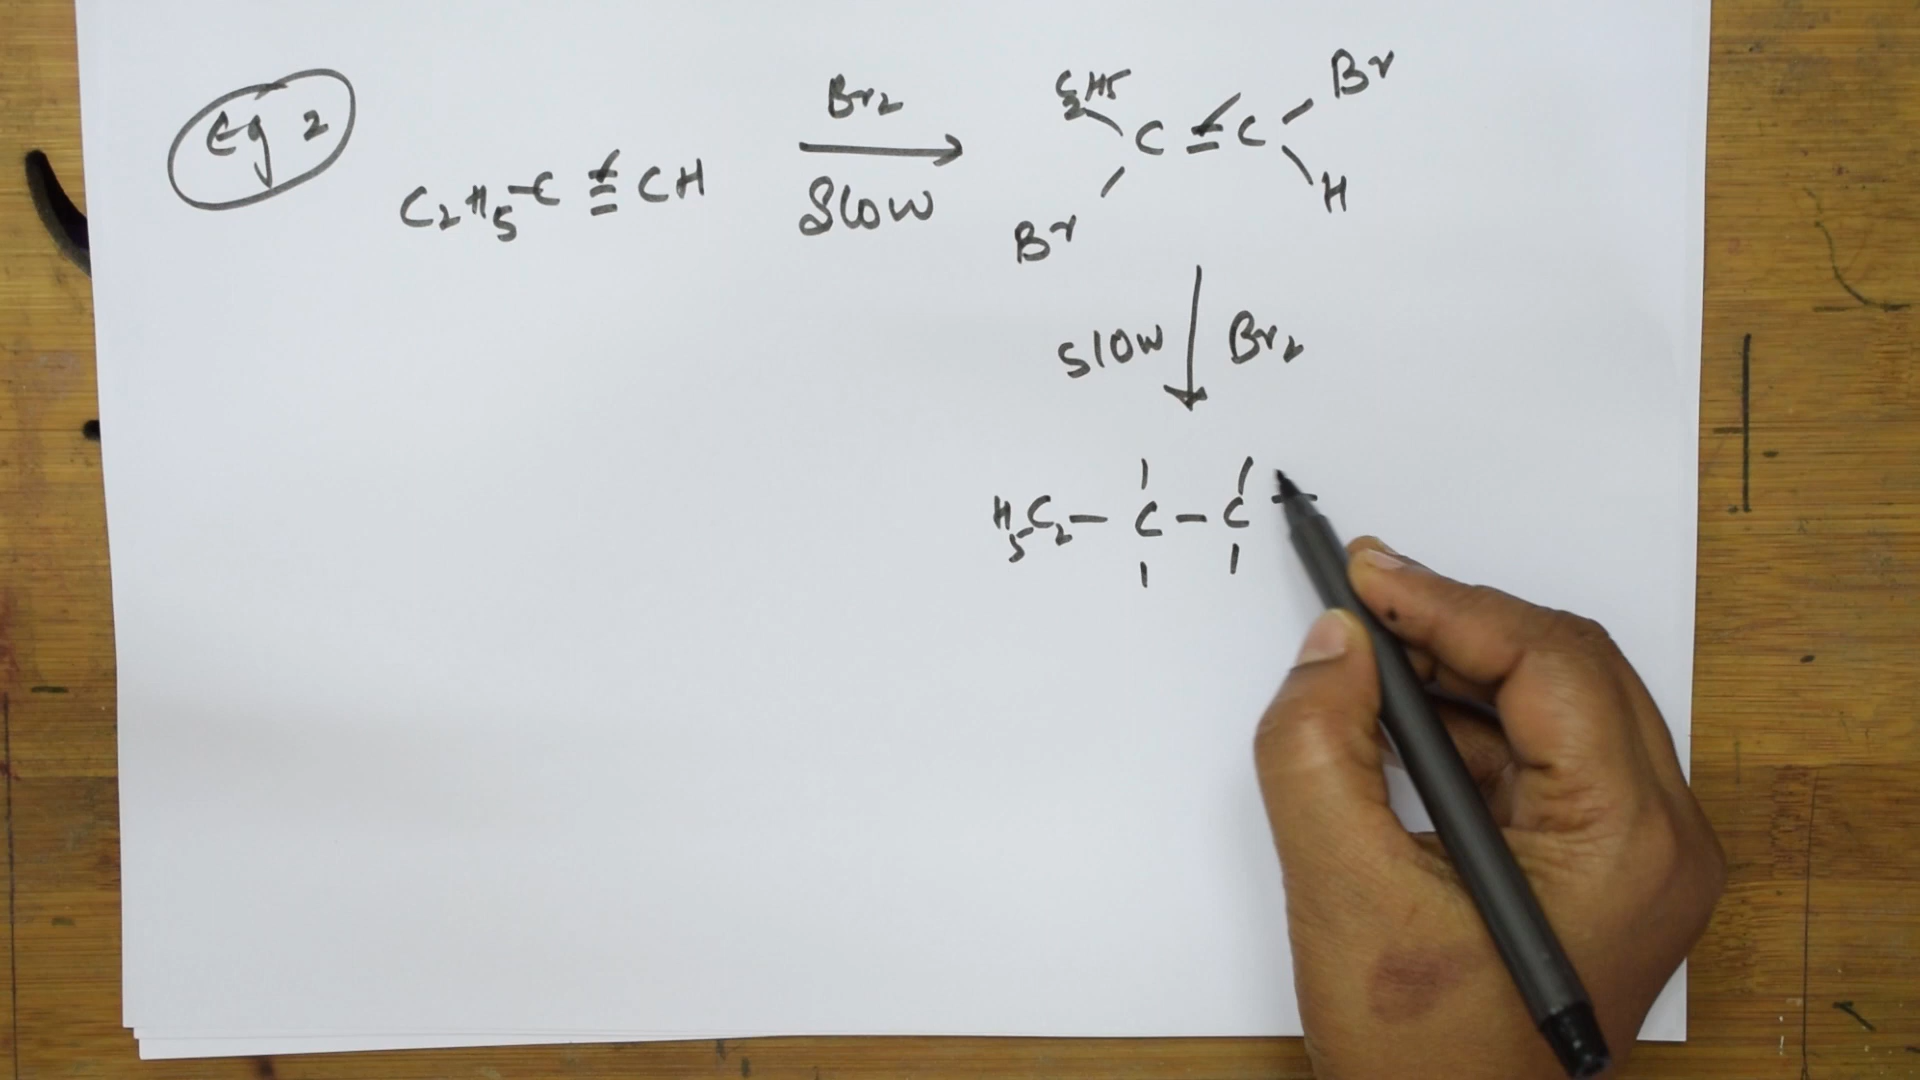 Eg 2
C₂H₅-C≡CH
Br₂
Slow
C₂H5
Br
C=C
Br
H
Slow
Br₂
H₅C₂-C-C-